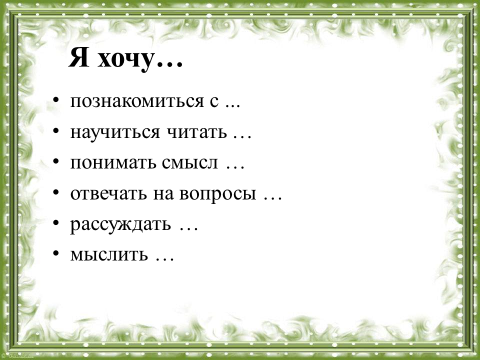 Я хочу…
• познакомиться с ...
• научиться читать …
• понимать смысл …
• отвечать на вопросы …
• рассуждать …
• мыслить …